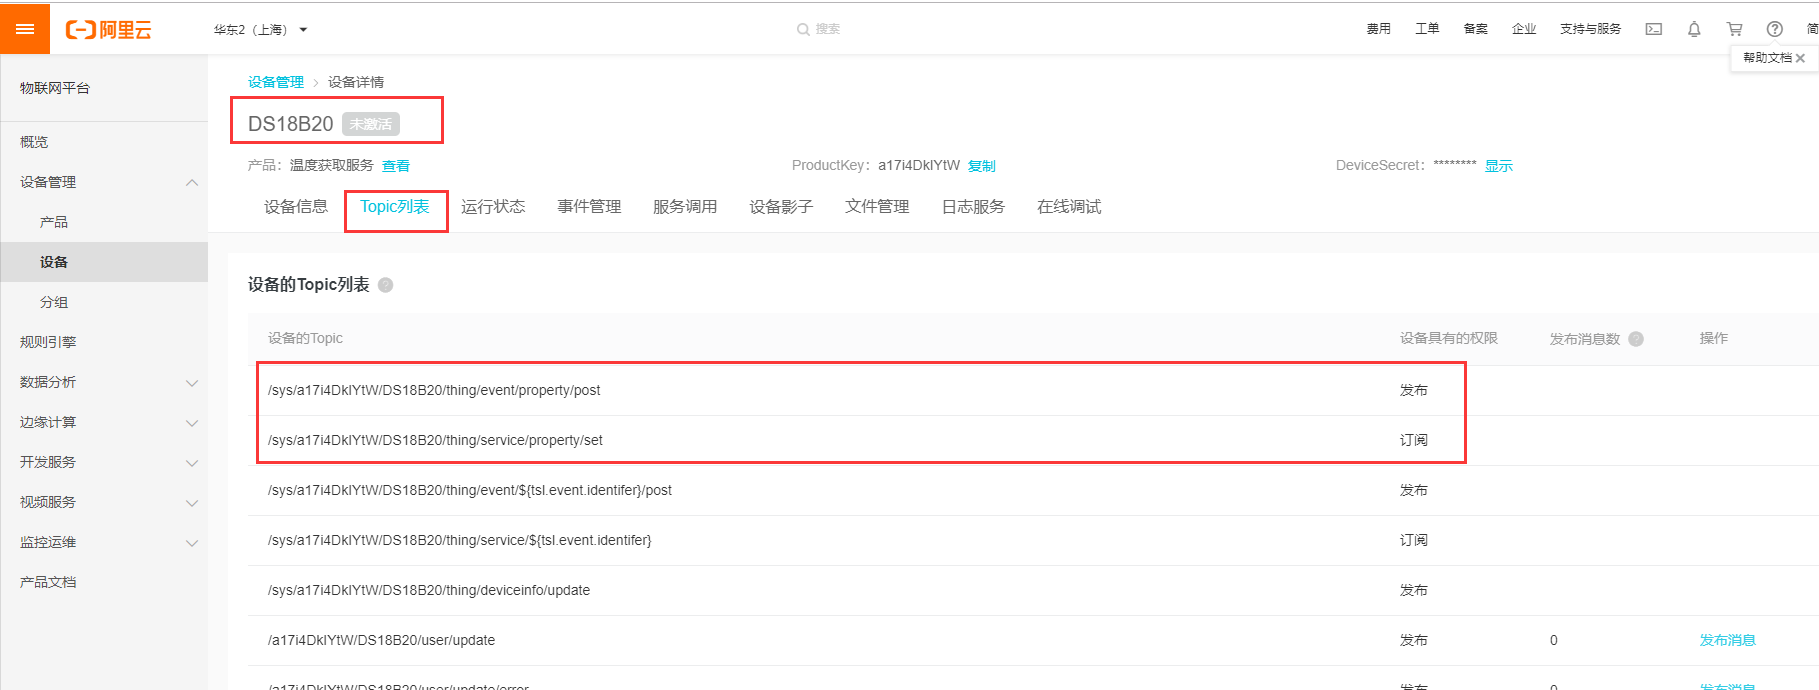 阿里云
华东2（上海）
搜索
费用 工单 备案 企业 支持与服务 简
帮助文档
物联网平台
概览
设备管理
产品
设备
分组
规则引擎
数据分析
边缘计算
开发服务
视频服务
监控运维
产品文档
设备管理 > 设备详情
DS18B20 未激活
产品：温度获取服务 查看 ProductKey：a17i4DkIYtW 复制 DeviceSecret：******** 显示
设备信息 Topic列表 运行状态 事件管理 服务调用 设备影子 文件管理 日志服务 在线调试
设备的Topic列表
设备的Topic 设备具有的权限 发布消息数 操作
/sys/a17i4DkIYtW/DS18B20/thing/event/property/post 发布
/sys/a17i4DkIYtW/DS18B20/thing/service/property/set 订阅
/sys/a17i4DkIYtW/DS18B20/thing/event/${tsl.event.identifer}/post 发布
/sys/a17i4DkIYtW/DS18B20/thing/service/${tsl.event.identifer} 订阅
/sys/a17i4DkIYtW/DS18B20/thing/deviceinfo/update 发布
/a17i4DkIYtW/DS18B20/user/update 发布 0 发布消息
/a17i4DkIYtW/DS18B20/user/update/error 发布 0 发布消息